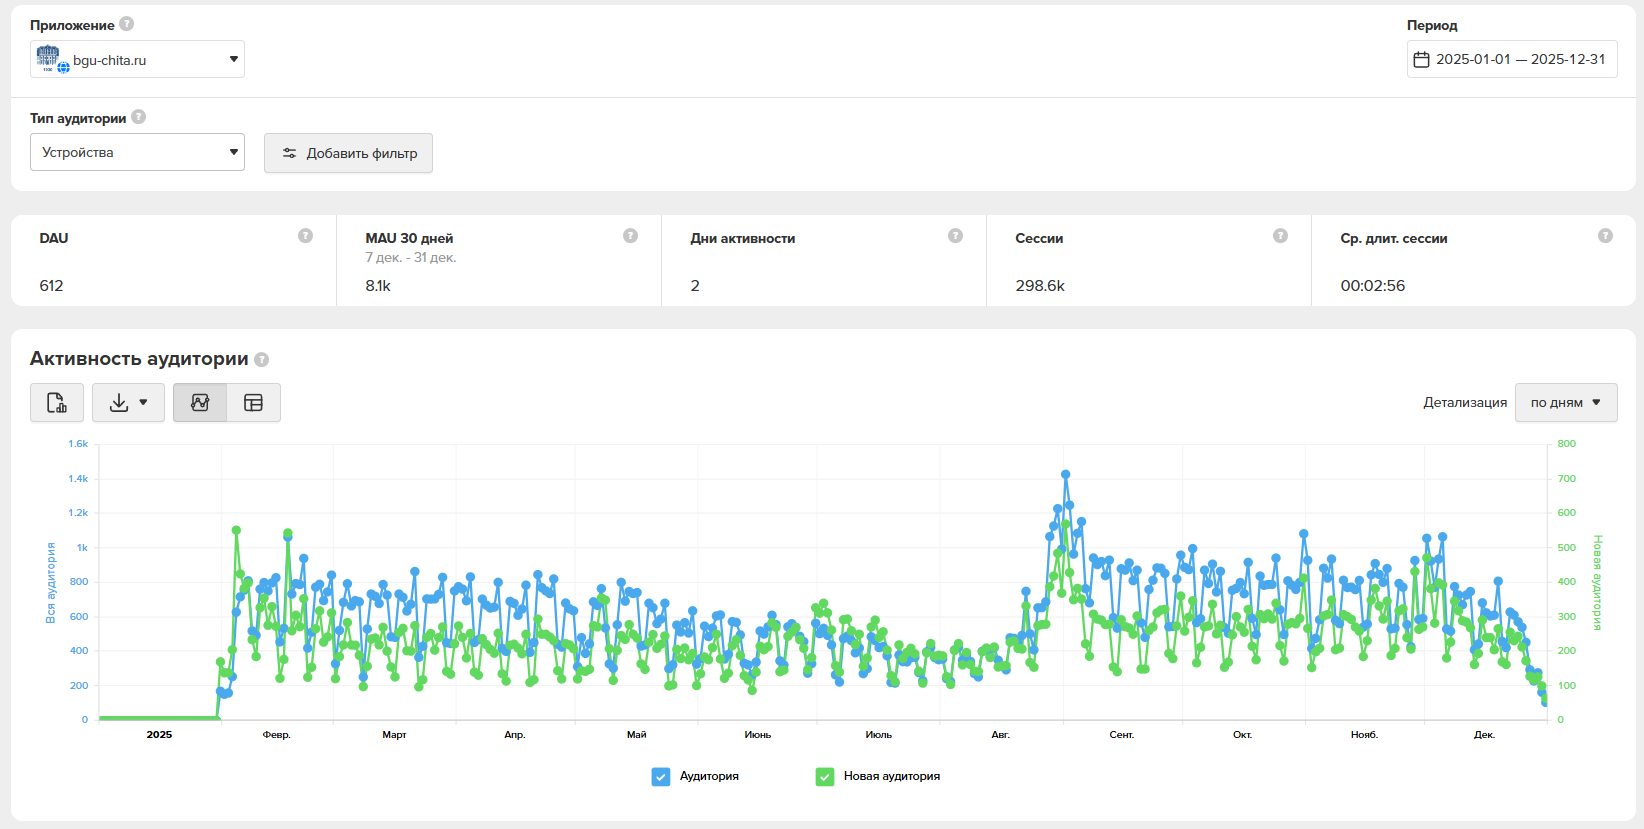 Приложение ?
Период
bgu-chita.ru
2025-01-01 — 2025-12-31
Тип аудитории ?
Устройства
Добавить фильтр
DAU ?
MAU 30 дней ?
Дни активности ?
Сессии ?
Ср. длит. сессии ?
7 дек. - 31 дек.
612
8.1k
2
298.6k
00:02:56
Активность аудитории ?
Детализация
по дням
1.6k
1.4k
1.2k
1k
800
600
400
200
0
Вся аудитория
800
700
600
500
400
300
200
100
0
Новая аудитория
2025
Февр.
Март
Апр.
Май
Июнь
Июль
Авг.
Сент.
Окт.
Нояб.
Дек.
Аудитория
Новая аудитория